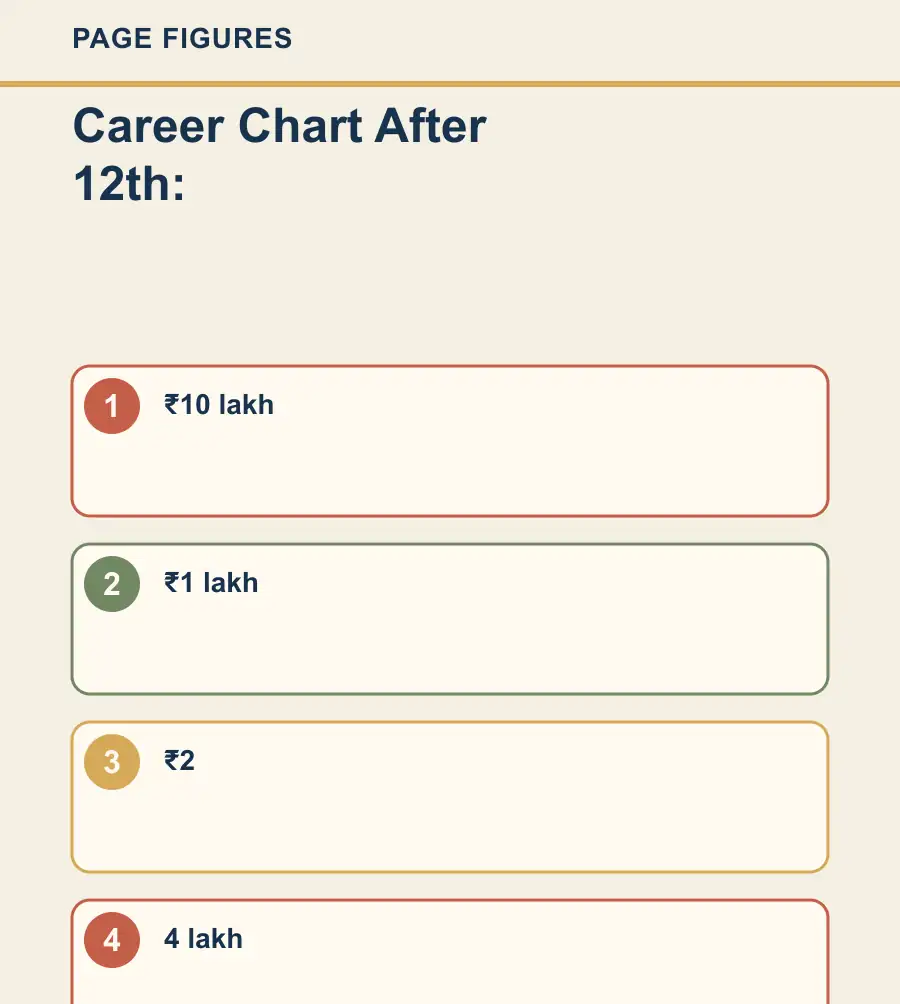 PAGE FIGURES
Career Chart After
12th:
1
₹10 lakh
2
₹1 lakh
3
₹2
4
4 lakh